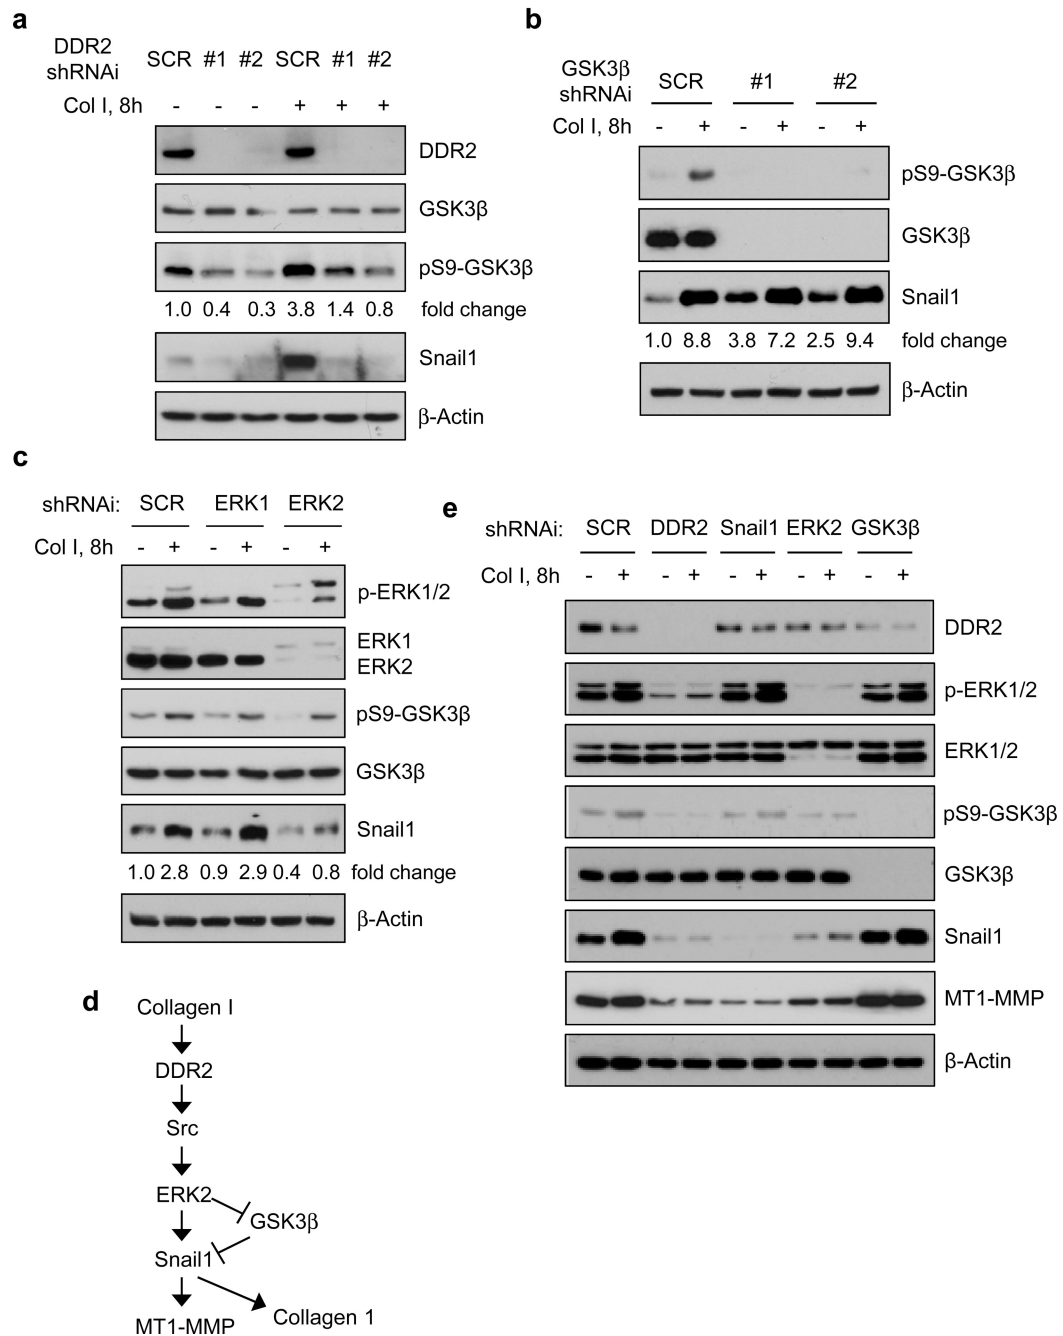 a
DDR2 shRNAi SCR #1 #2 SCR #1 #2
Col I, 8h - - - + + +
DDR2
GSK3β
pS9-GSK3β
1.0 0.4 0.3 3.8 1.4 0.8 fold change
Snail1
β-Actin
b
GSK3β shRNAi SCR #1 #2
Col I, 8h - + - + - +
pS9-GSK3β
GSK3β
Snail1
1.0 8.8 3.8 7.2 2.5 9.4 fold change
β-Actin
c
shRNAi: SCR ERK1 ERK2
Col I, 8h - + - + - +
p-ERK1/2
ERK1
ERK2
pS9-GSK3β
GSK3β
Snail1
1.0 2.8 0.9 2.9 0.4 0.8 fold change
β-Actin
d
Collagen I
DDR2
Src
ERK2
GSK3β
Snail1
Collagen 1
MT1-MMP
e
shRNAi: SCR DDR2 Snail1 ERK2 GSK3β
Col I, 8h - + - + - + - + - +
DDR2
p-ERK1/2
ERK1/2
pS9-GSK3β
GSK3β
Snail1
MT1-MMP
β-Actin